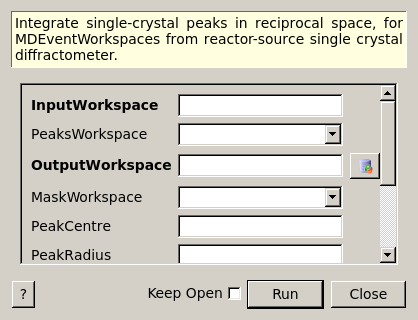 Integrate single-crystal peaks in reciprocal space, for
MDEventWorkspaces from reactor-source single crystal
diffractometer.
InputWorkspace
PeaksWorkspace
OutputWorkspace
MaskWorkspace
PeakCentre
PeakRadius
? Keep Open Run Close